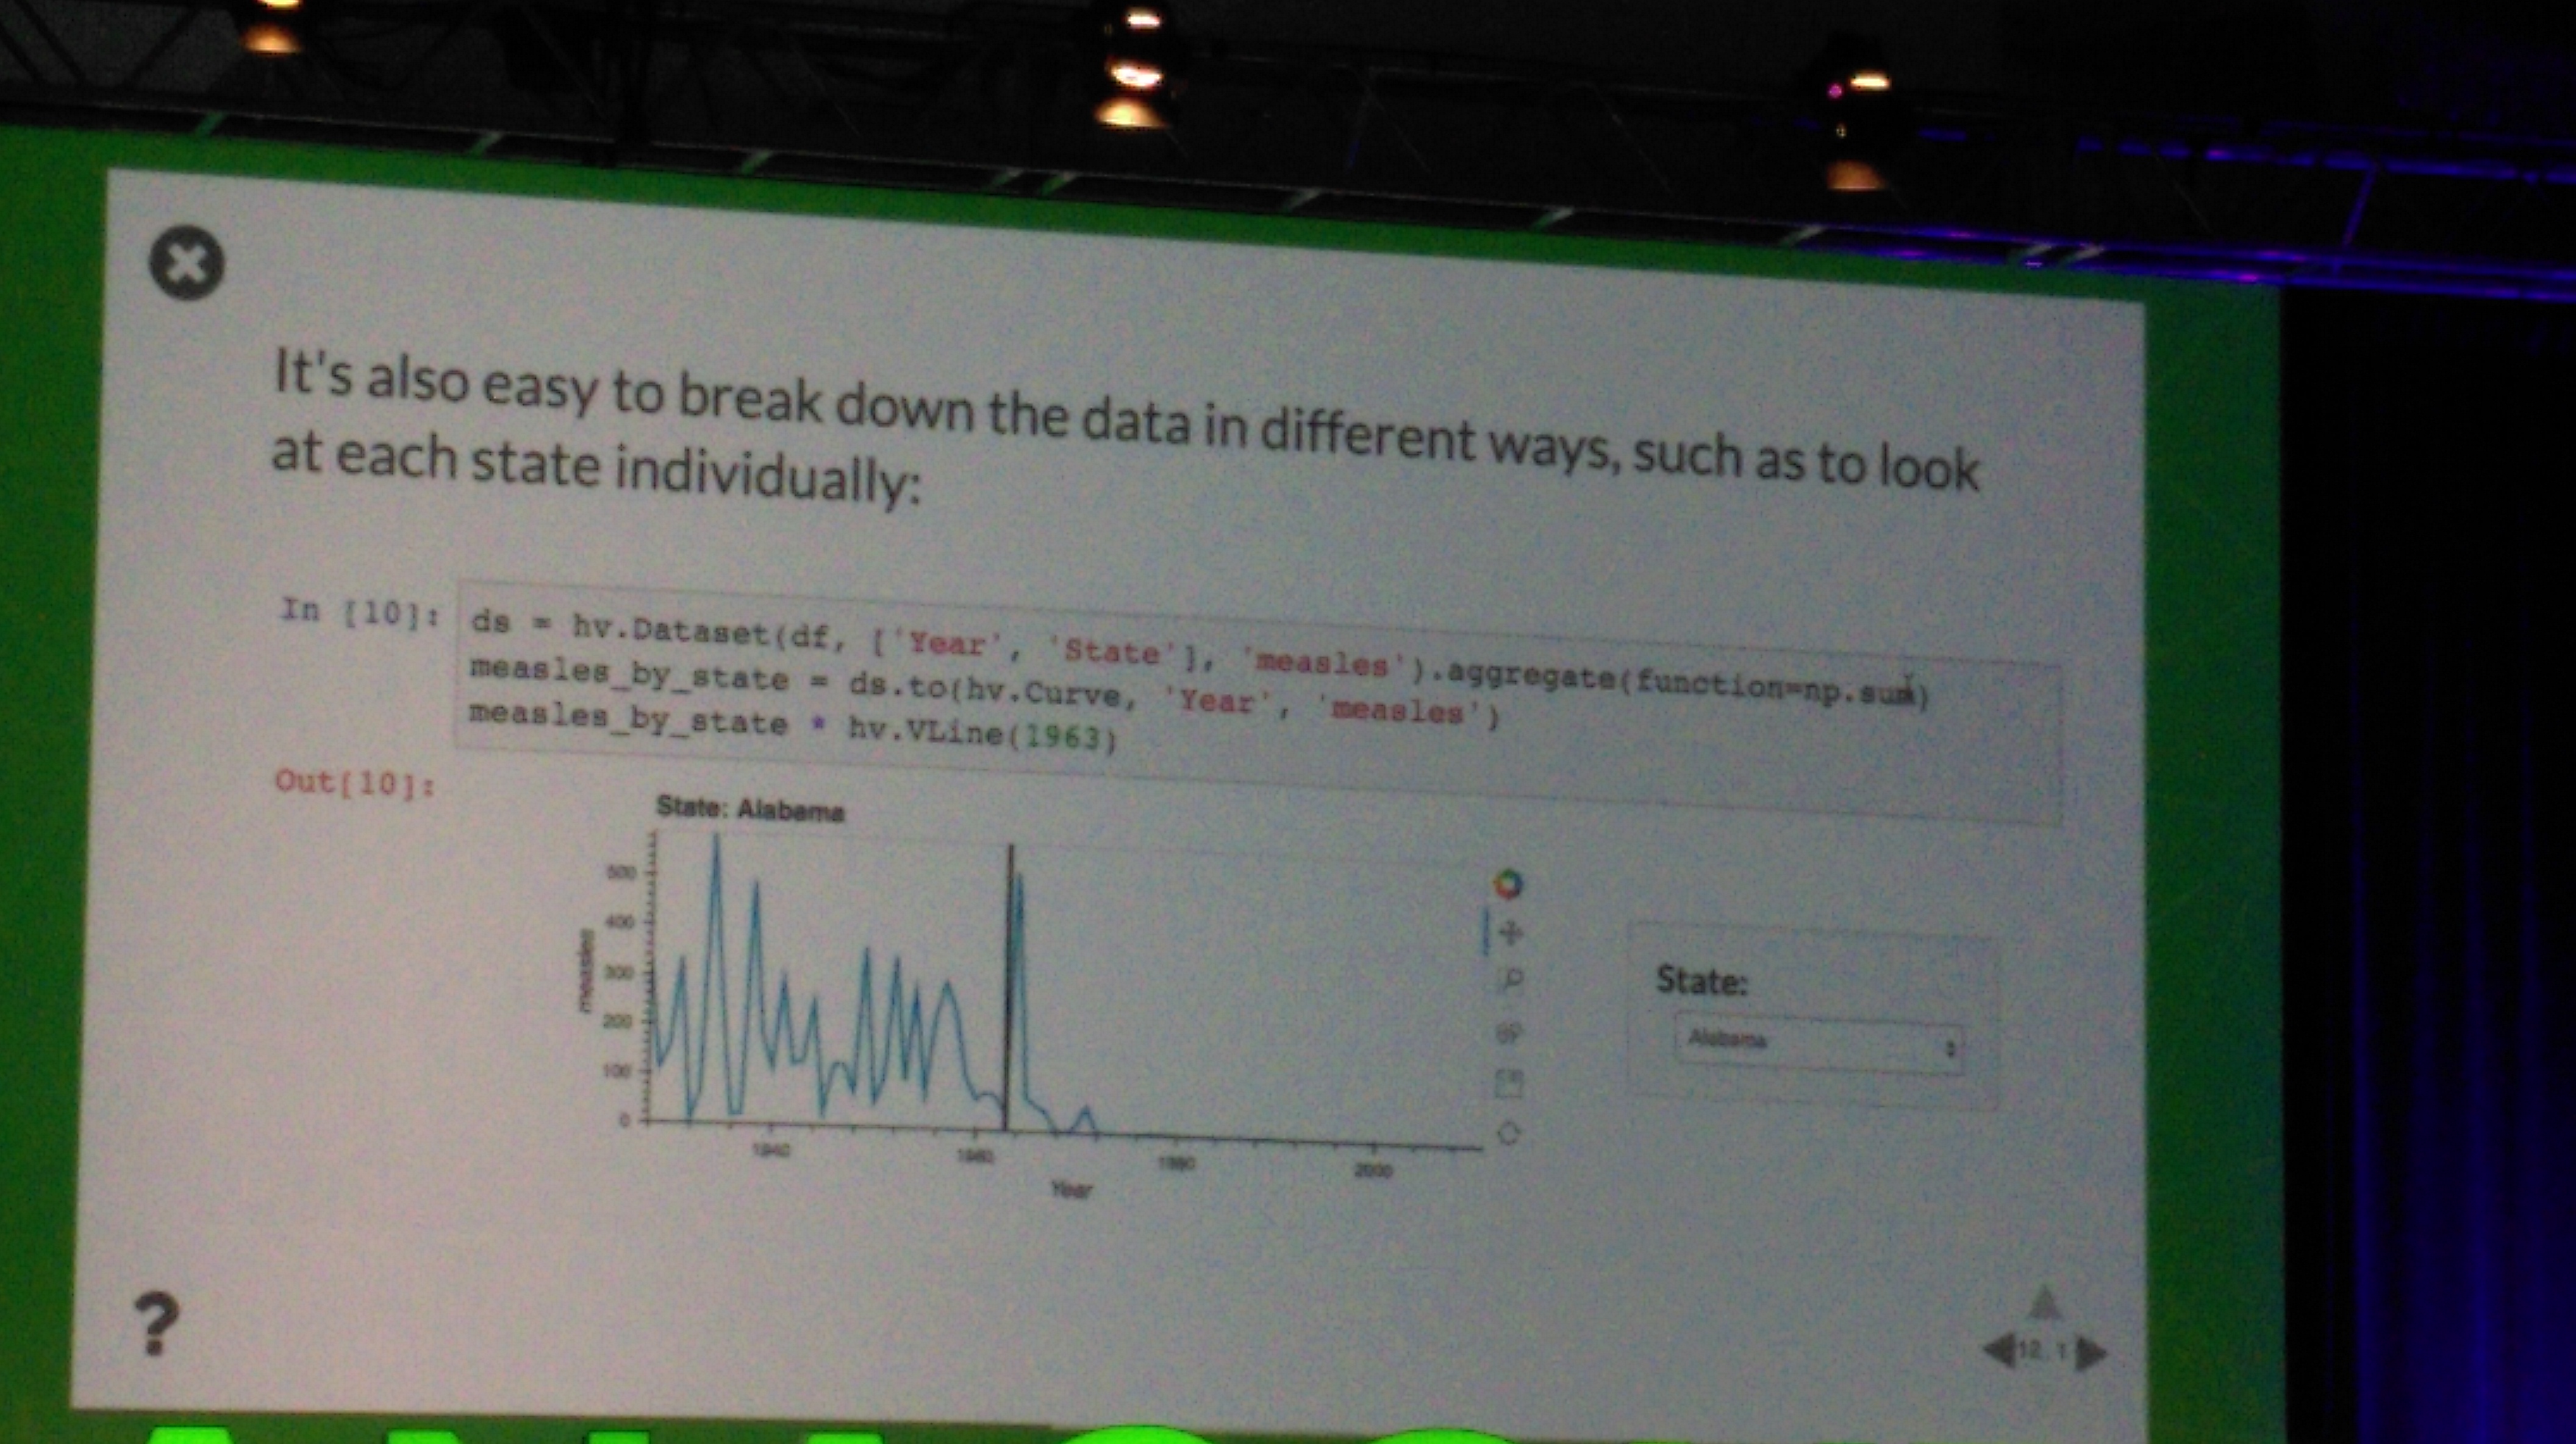 It's also easy to break down the data in different ways, such as to look
at each state individually:
In [10]:
ds = hv.Dataset(df, ['Year', 'State'], 'measles').aggregate(function=np.sum)
measles_by_state = ds.to(hv.Curve, 'Year', 'measles')
measles_by_state * hv.VLine(1963)
Out[10]:
State: Alabama
500
400
300
200
100
0
measles
1940
1960
1980
2000
Year
State:
Alabama
?
12.1